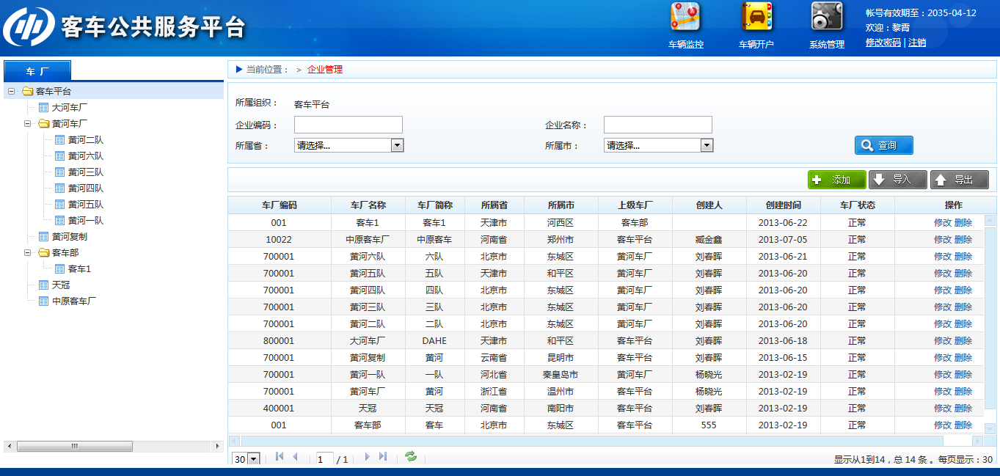 客车公共服务平台
车辆监控 车辆开户 系统管理
帐号有效期至：2035-04-12
欢迎：黎霄
修改密码 | 注销
车 厂
客车平台
大河车厂
黄河车厂
黄河二队
黄河六队
黄河三队
黄河四队
黄河五队
黄河一队
黄河复制
客车部
客车1
天冠
中原客车厂
当前位置： > 企业管理
所属组织： 客车平台
企业编码： 企业名称：
所属省： 请选择... 所属市： 请选择... 查询
添加 导入 导出
车厂编码 车厂名称 车厂简称 所属省 所属市 上级车厂 创建人 创建时间 车厂状态 操作
001 客车1 客车1 天津市 河西区 客车部 2013-06-22 正常 修改 删除
10022 中原客车厂 中原客车 河南省 郑州市 客车平台 臧金鑫 2013-07-05 正常 修改 删除
700001 黄河六队 六队 北京市 东城区 黄河车厂 刘春晖 2013-06-21 正常 修改 删除
700001 黄河五队 五队 天津市 和平区 黄河车厂 刘春晖 2013-06-20 正常 修改 删除
700001 黄河四队 四队 北京市 东城区 黄河车厂 刘春晖 2013-06-20 正常 修改 删除
700001 黄河三队 三队 北京市 东城区 黄河车厂 刘春晖 2013-06-20 正常 修改 删除
700001 黄河二队 二队 北京市 东城区 黄河车厂 刘春晖 2013-06-20 正常 修改 删除
800001 大河车厂 DAHE 天津市 和平区 客车平台 刘春晖 2013-06-18 正常 修改 删除
700001 黄河复制 黄河 云南省 昆明市 客车平台 刘春晖 2013-06-15 正常 修改 删除
700001 黄河一队 一队 河北省 秦皇岛市 黄河车厂 杨晓光 2013-02-19 正常 修改 删除
700001 黄河车厂 黄河 浙江省 温州市 客车平台 杨晓光 2013-02-19 正常 修改 删除
400001 天冠 天冠 河南省 南阳市 客车平台 刘春晖 2013-02-19 正常 修改 删除
001 客车部 客车 北京市 东城区 客车平台 555 2013-02-19 正常 修改 删除
30 1 / 1 显示从1到14，总 14 条 。每页显示：30